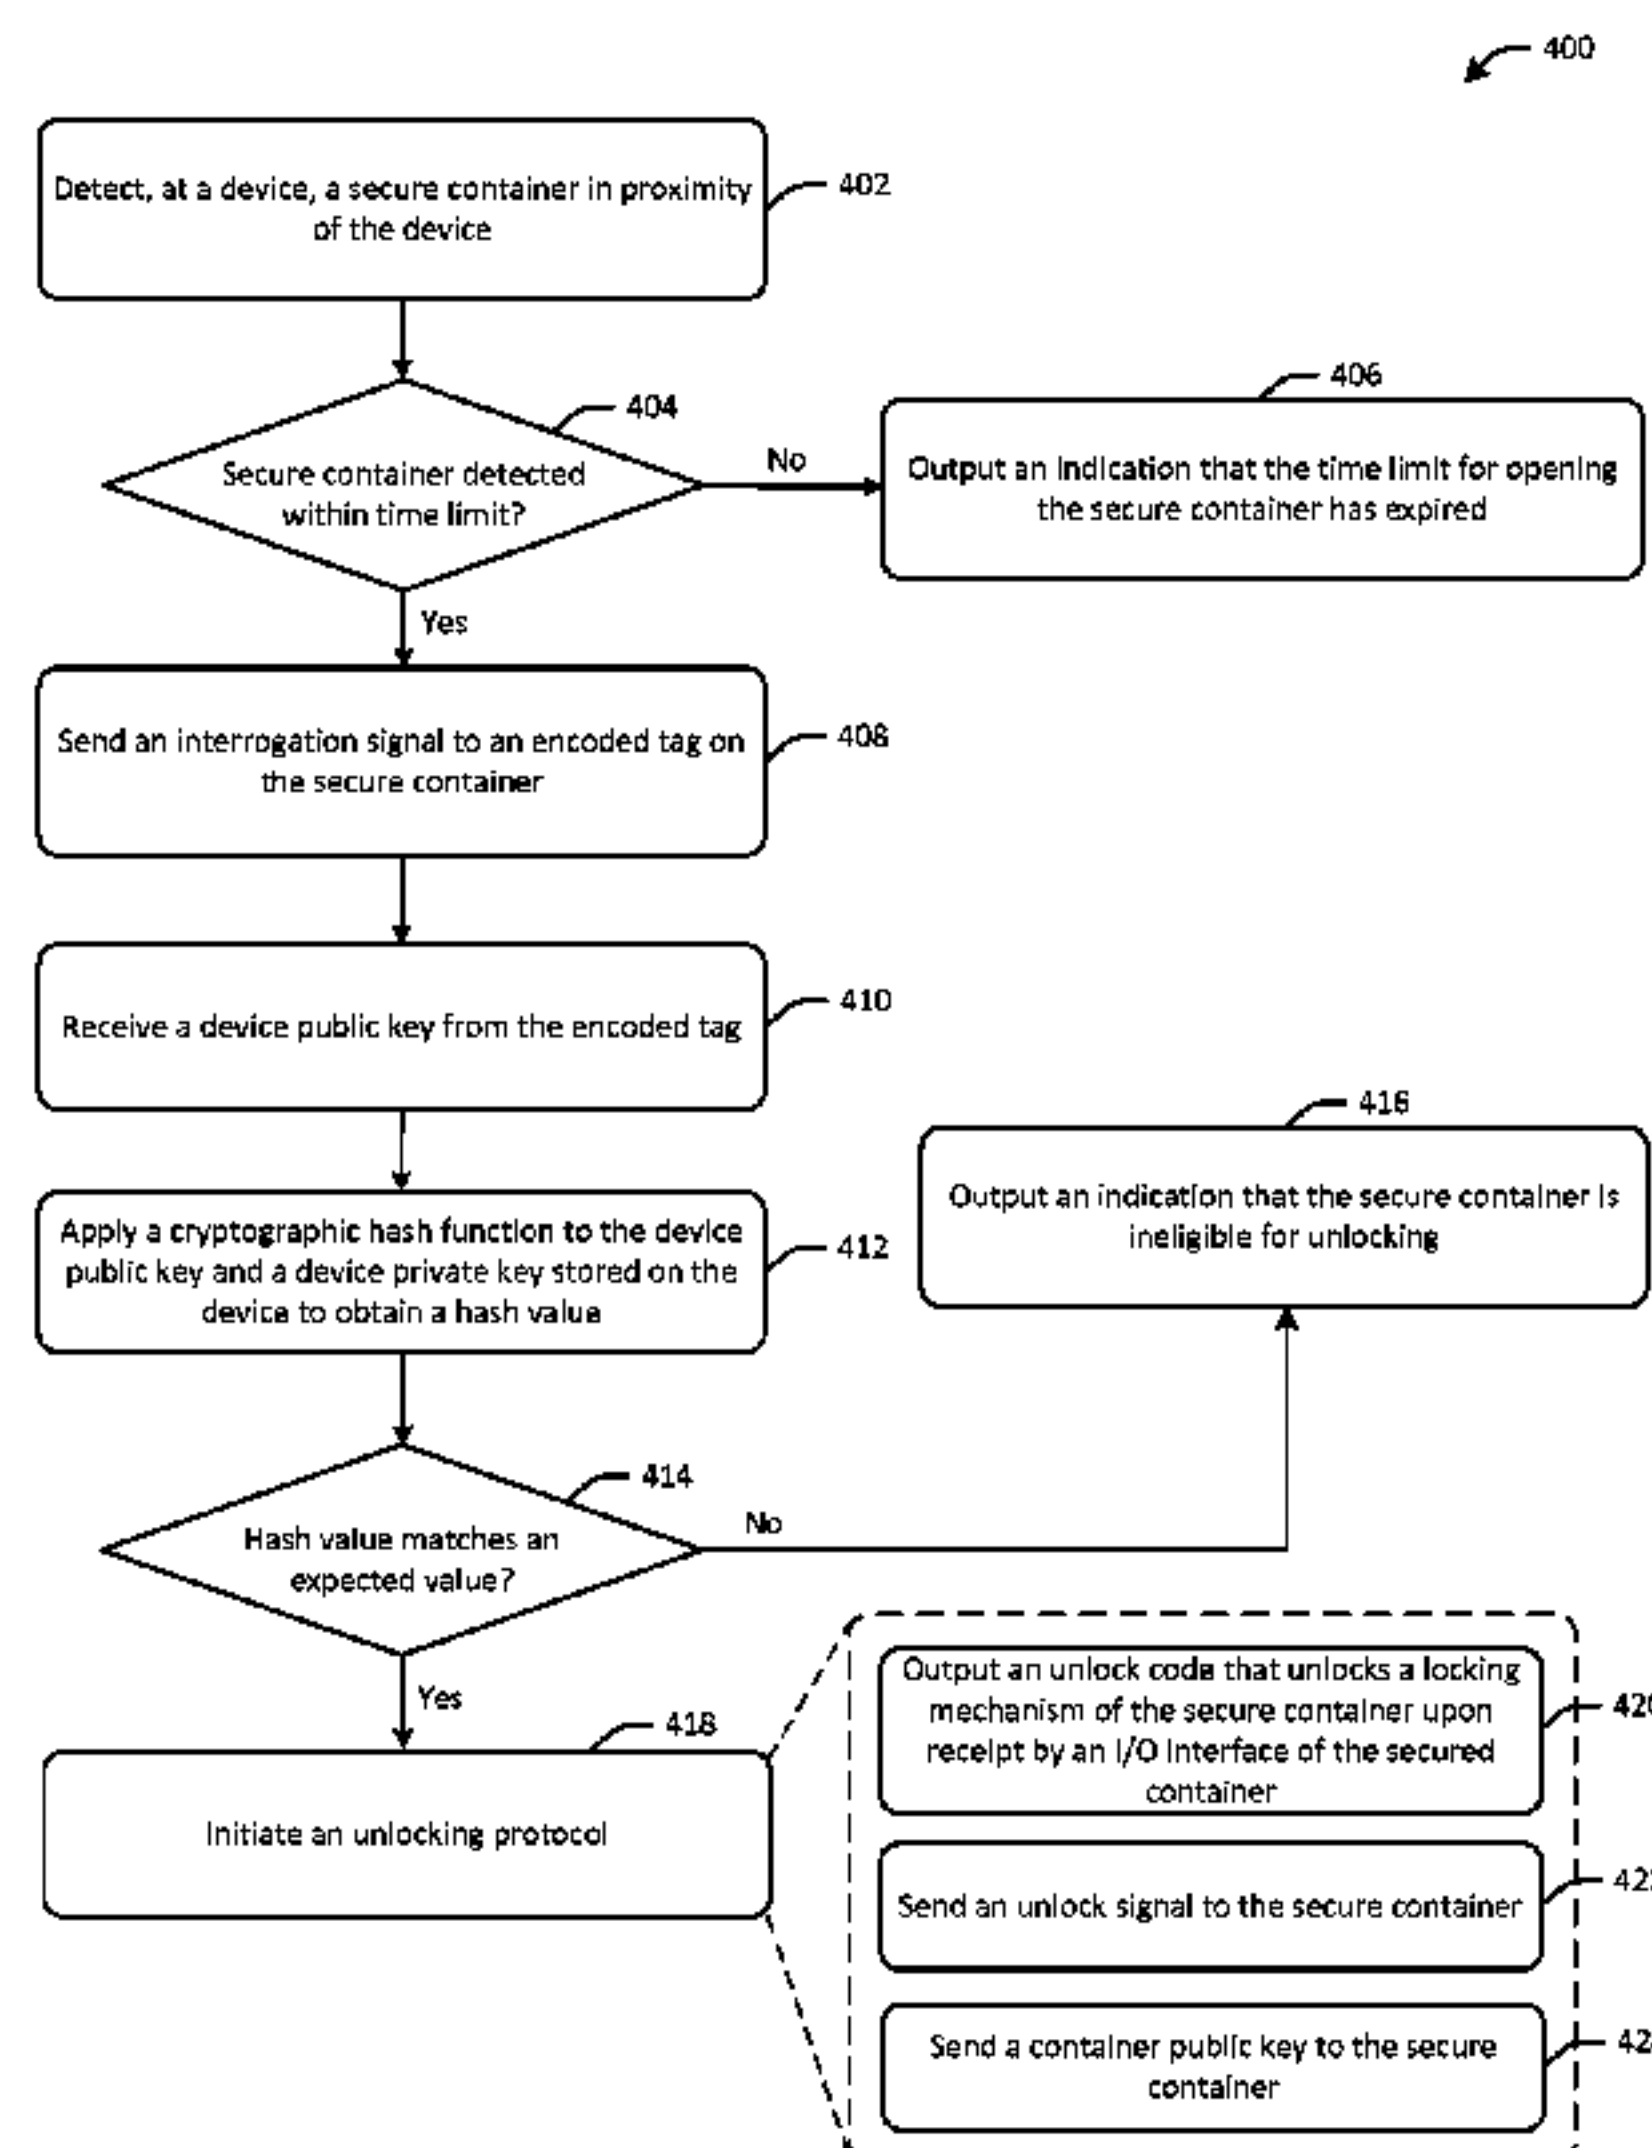 400
Detect, at a device, a secure container in proximity
of the device
402
404
Secure container detected
within time limit?
No
406
Output an indication that the time limit for opening
the secure container has expired
Yes
Send an interrogation signal to an encoded tag on
the secure container
408
Receive a device public key from the encoded tag
410
Apply a cryptographic hash function to the device
public key and a device private key stored on the
device to obtain a hash value
412
416
Output an indication that the secure container is
ineligible for unlocking
414
Hash value matches an
expected value?
No
Yes
418
Initiate an unlocking protocol
Output an unlock code that unlocks a locking
mechanism of the secure container upon
receipt by an I/O interface of the secured
container
Send an unlock signal to the secure container
Send a container public key to the secure
container